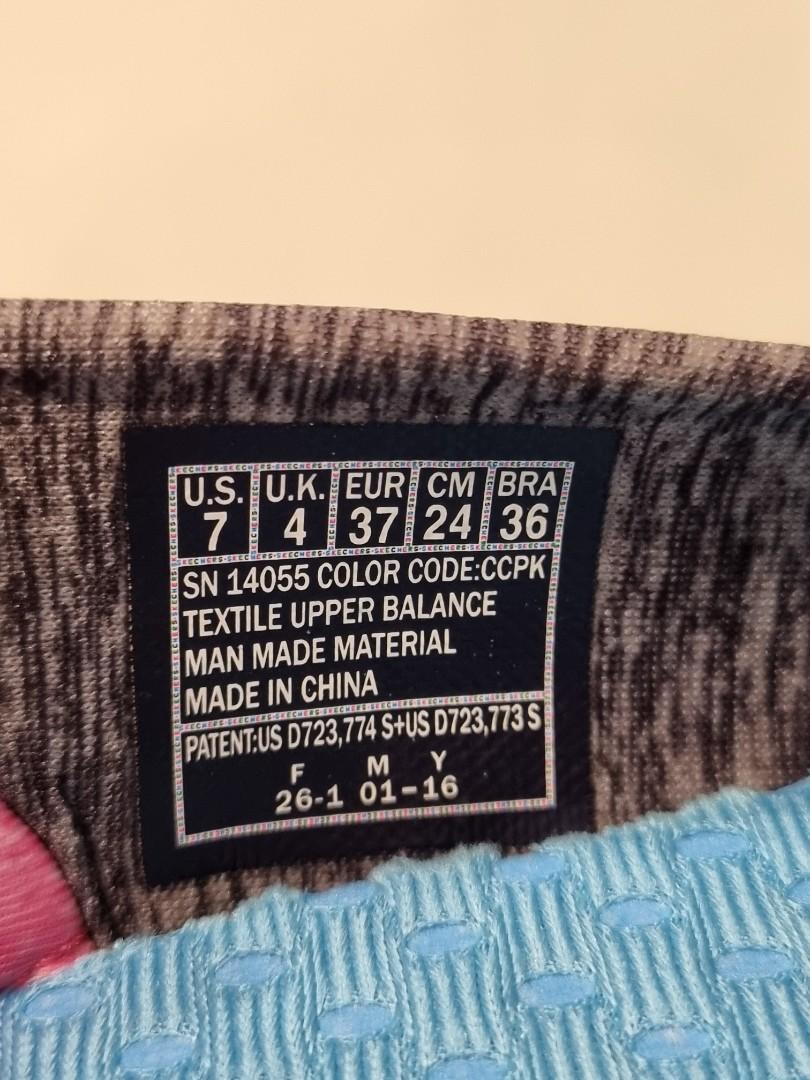 U.S. U.K. EUR CM BRA
7 4 37 24 36
SN 14055 COLOR CODE:CCPK
TEXTILE UPPER BALANCE
MAN MADE MATERIAL
MADE IN CHINA
PATENT:US D723,774 S+US D723,773 S
F M Y
26-1 01-16